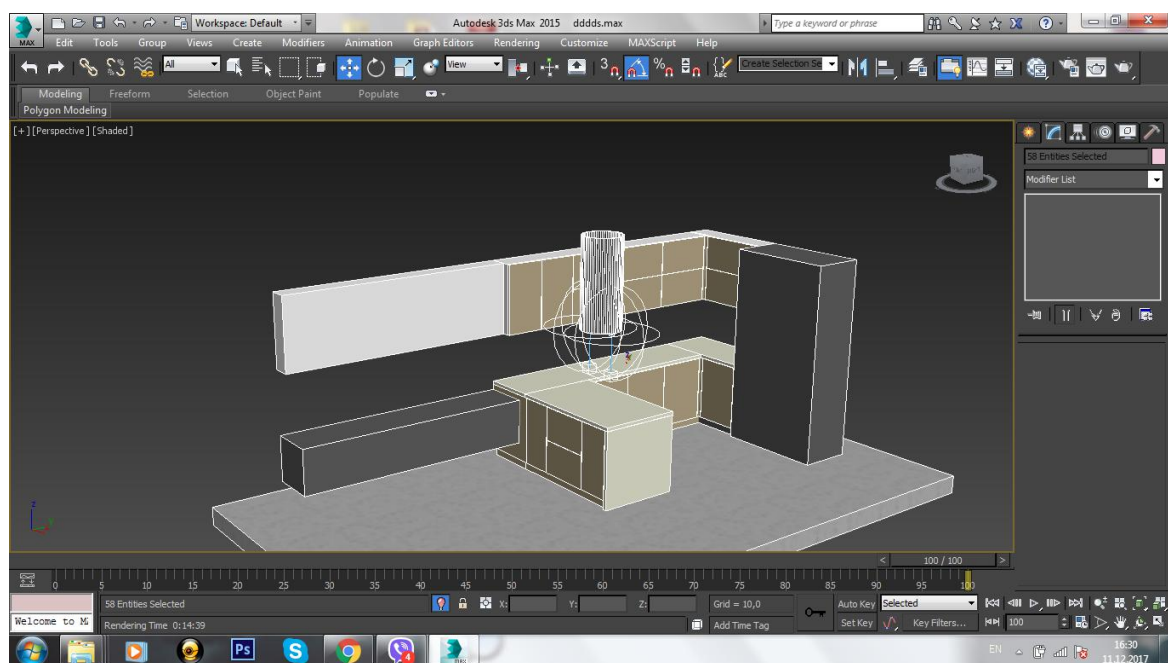 Workspace: Default
Autodesk 3ds Max 2015 dddds.max
Type a keyword or phrase
MAX
Edit Tools Group Views Create Modifiers Animation Graph Editors Rendering Customize MAXScript Help
All
View
3
%
ABC
Create Selection Se
Modeling Freeform Selection Object Paint Populate
Polygon Modeling
[+] [Perspective] [Shaded]
58 Entities Selected
Modifier List
z
100 / 100
0 5 10 15 20 25 30 35 40 45 50 55 60 65 70 75 80 85 90 95 100
58 Entities Selected
X: Y: Z:
Grid = 10,0
Auto Key Selected
Welcome to M
Rendering Time 0:14:39
Add Time Tag
Set Key Key Filters...
100
Ps
S
MAX
EN
16:30
11.12.2017